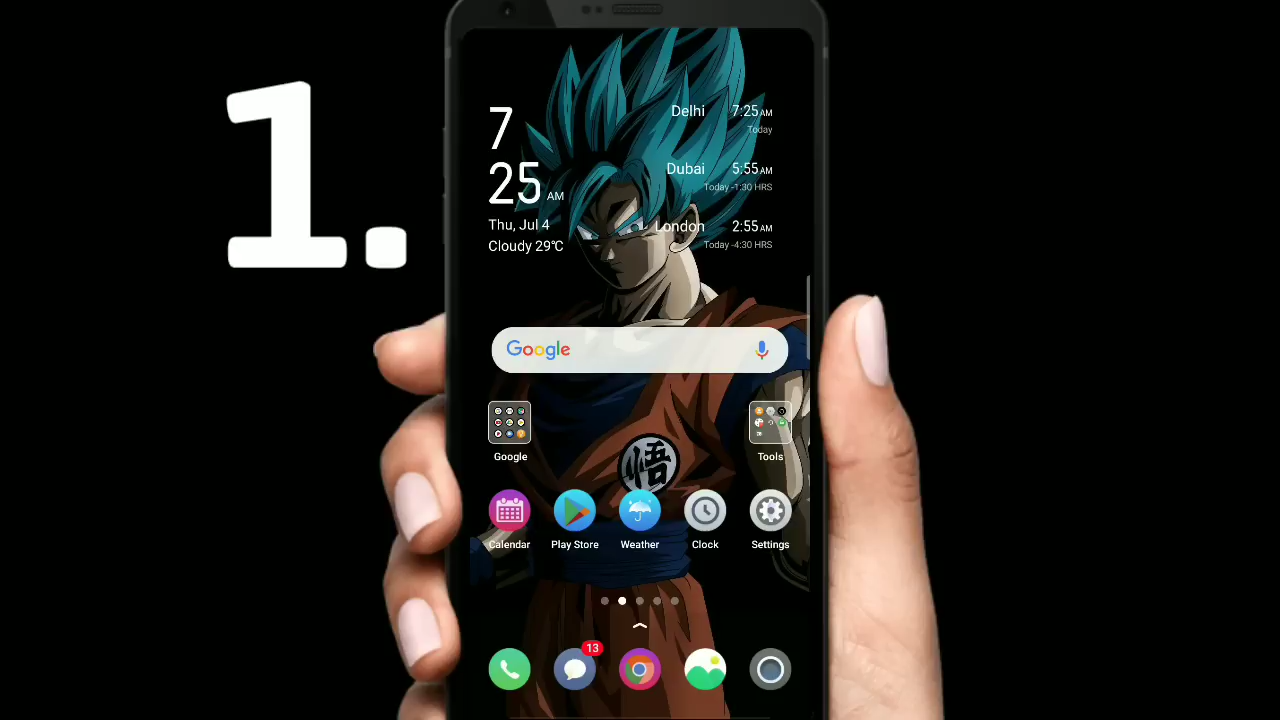 1.
7
25 AM
Thu, Jul 4
Cloudy 29℃
Delhi 7:25 AM
Today
Dubai 5:55 AM
Today -1:30 HRS
London 2:55 AM
Today -4:30 HRS
Google
Google
Tools
悟
Calendar
Play Store
Weather
Clock
Settings
13